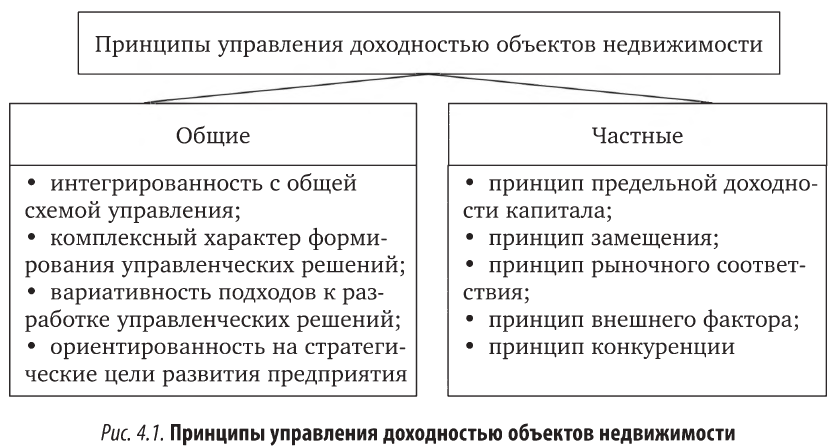 Принципы управления доходностью объектов недвижимости
Общие
• интегрированность с общей
схемой управления;
• комплексный характер форми-
рования управленческих решений;
• вариативность подходов к раз-
работке управленческих решений;
• ориентированность на стратеги-
ческие цели развития предприятия
Частные
• принцип предельной доходно-
сти капитала;
• принцип замещения;
• принцип рыночного соответ-
ствия;
• принцип внешнего фактора;
• принцип конкуренции
Рис. 4.1. Принципы управления доходностью объектов недвижимости